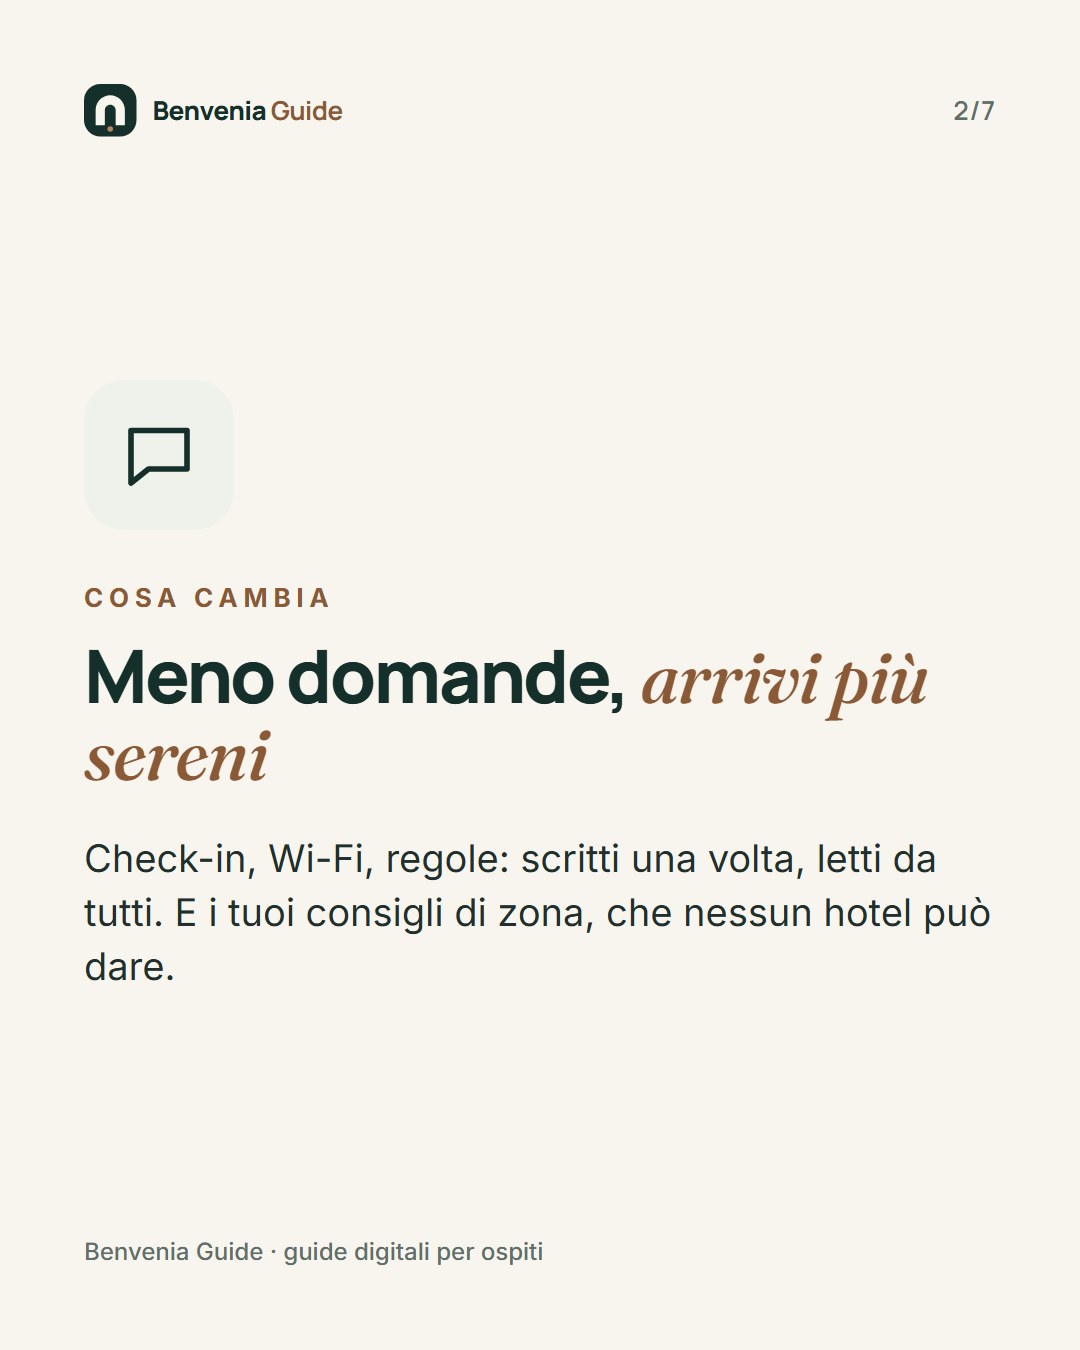 Benvenia Guide
2/7
COSA CAMBIA
Meno domande, arrivi più
sereni
Check-in, Wi-Fi, regole: scritti una volta, letti da
tutti. E i tuoi consigli di zona, che nessun hotel può
dare.
Benvenia Guide · guide digitali per ospiti